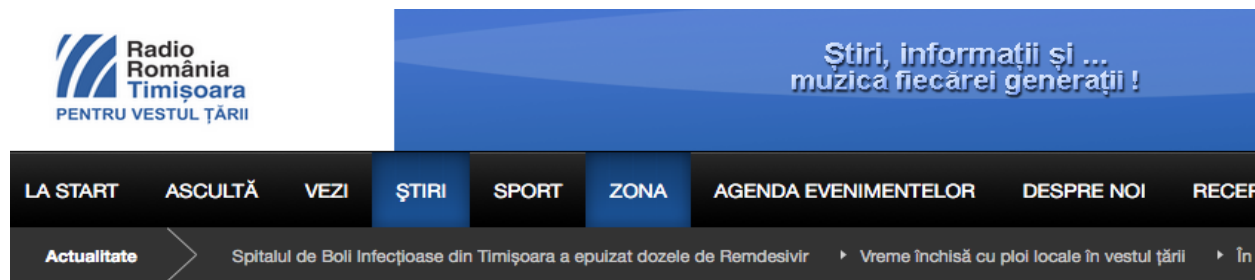 Radio
România
Timișoara
PENTRU VESTUL ȚĂRII
Știri, informații și ...
muzica fiecărei generații !
LA START ASCULTĂ VEZI ŞTIRI SPORT ZONA AGENDA EVENIMENTELOR DESPRE NOI
Actualitate Spitalul de Boli Infecțioase din Timișoara a epuizat dozele de Remdesivir Vreme închisă cu ploi locale în vestul țării În